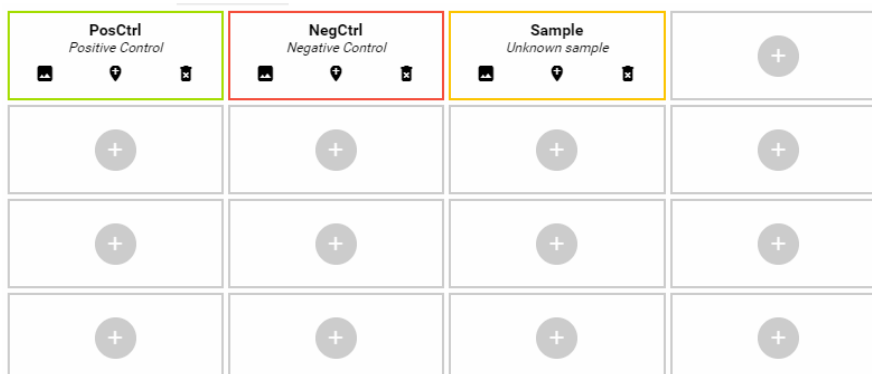 PosCtrl
Positive Control
NegCtrl
Negative Control
Sample
Unknown sample